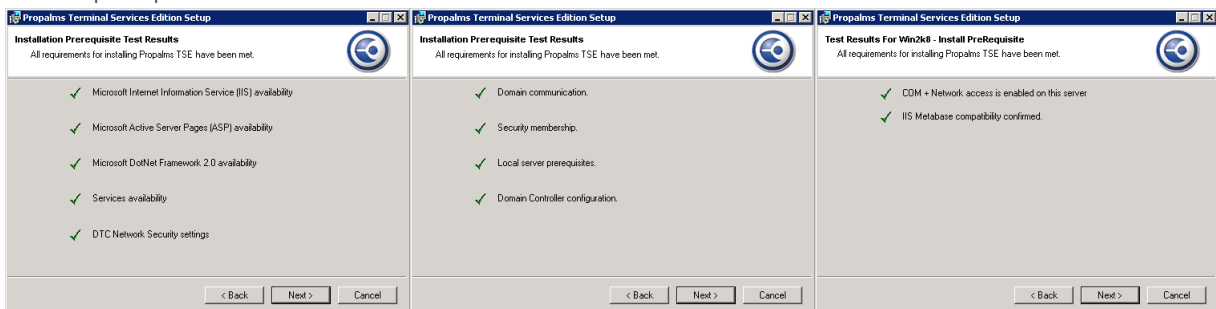 Propalms Terminal Services Edition Setup
Installation Prerequisite Test Results
All requirements for installing Propalms TSE have been met.
Microsoft Internet Information Service (IIS) availability
Microsoft Active Server Pages (ASP) availability
Microsoft DotNet Framework 2.0 availability
Services availability
DTC Network Security settings
< Back
Next >
Cancel
Propalms Terminal Services Edition Setup
Installation Prerequisite Test Results
All requirements for installing Propalms TSE have been met.
Domain communication.
Security membership.
Local server prerequisites.
Domain Controller configuration.
< Back
Next >
Cancel
Propalms Terminal Services Edition Setup
Test Results For Win2k8 - Install PreRequisite
All requirements for installing Propalms TSE have been met.
COM + Network access is enabled on this server
IIS Metabase compatibility confirmed.
< Back
Next >
Cancel